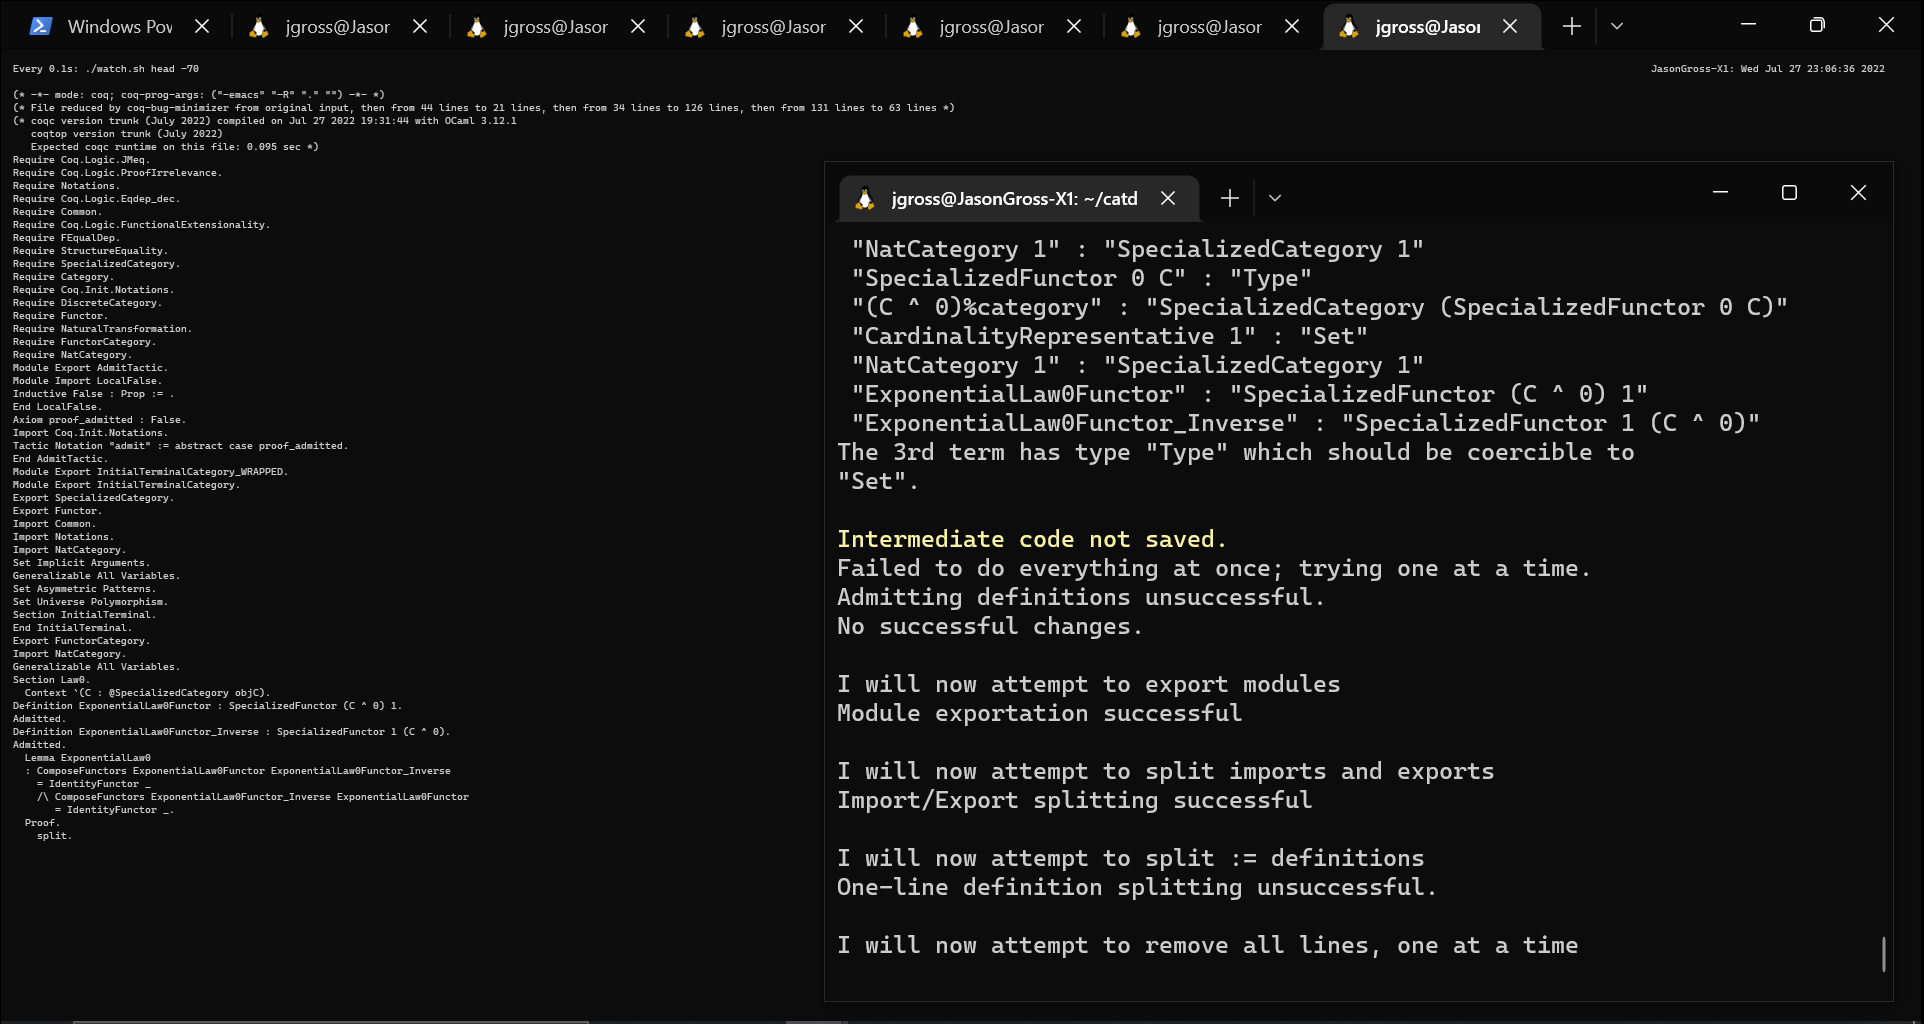 Windows Pow
jgross@Jasor
jgross@Jasor
jgross@Jasor
jgross@Jasor
jgross@Jasor
jgross@Jasor
Every 0.1s: ./watch.sh head -70
JasonGross-X1: Wed Jul 27 23:06:36 2022
(* -*- mode: coq; coq-prog-args: ("-emacs" "-R" "." "") -*- *)
(* File reduced by coq-bug-minimizer from original input, then from 44 lines to 21 lines, then from 34 lines to 126 lines, then from 131 lines to 63 lines *)
(* coqc version trunk (July 2022) compiled on Jul 27 2022 19:31:44 with OCaml 3.12.1
   coqtop version trunk (July 2022)
   Expected coqc runtime on this file: 0.095 sec *)
Require Coq.Logic.JMeq.
Require Coq.Logic.ProofIrrelevance.
Require Notations.
Require Coq.Logic.Eqdep_dec.
Require Common.
Require Coq.Logic.FunctionalExtensionality.
Require FEqualDep.
Require StructureEquality.
Require SpecializedCategory.
Require Category.
Require Coq.Init.Notations.
Require DiscreteCategory.
Require Functor.
Require NaturalTransformation.
Require FunctorCategory.
Require NatCategory.
Module Export AdmitTactic.
Module Import LocalFalse.
Inductive False : Prop := .
End LocalFalse.
Axiom proof_admitted : False.
Import Coq.Init.Notations.
Tactic Notation "admit" := abstract case proof_admitted.
End AdmitTactic.
Module Export InitialTerminalCategory_WRAPPED.
Module Export InitialTerminalCategory.
Export SpecializedCategory.
Export Functor.
Import Common.
Import Notations.
Import NatCategory.
Set Implicit Arguments.
Generalizable All Variables.
Set Asymmetric Patterns.
Set Universe Polymorphism.
Section InitialTerminal.
End InitialTerminal.
Export FunctorCategory.
Import NatCategory.
Generalizable All Variables.
Section Law0.
  Context `(C : @SpecializedCategory objC).
Definition ExponentialLaw0Functor : SpecializedFunctor (C ^ 0) 1.
Admitted.
Definition ExponentialLaw0Functor_Inverse : SpecializedFunctor 1 (C ^ 0).
Admitted.
  Lemma ExponentialLaw0
  : ComposeFunctors ExponentialLaw0Functor ExponentialLaw0Functor_Inverse
    = IdentityFunctor _
    /\ ComposeFunctors ExponentialLaw0Functor_Inverse ExponentialLaw0Functor
       = IdentityFunctor _.
  Proof.
    split.
jgross@JasonGross-X1: ~/catd
"NatCategory 1" : "SpecializedCategory 1"
"SpecializedFunctor 0 C" : "Type"
"(C ^ 0)%category" : "SpecializedCategory (SpecializedFunctor 0 C)"
"CardinalityRepresentative 1" : "Set"
"NatCategory 1" : "SpecializedCategory 1"
"ExponentialLaw0Functor" : "SpecializedFunctor (C ^ 0) 1"
"ExponentialLaw0Functor_Inverse" : "SpecializedFunctor 1 (C ^ 0)"
The 3rd term has type "Type" which should be coercible to
"Set".
Intermediate code not saved.
Failed to do everything at once; trying one at a time.
Admitting definitions unsuccessful.
No successful changes.
I will now attempt to export modules
Module exportation successful
I will now attempt to split imports and exports
Import/Export splitting successful
I will now attempt to split := definitions
One-line definition splitting unsuccessful.
I will now attempt to remove all lines, one at a time